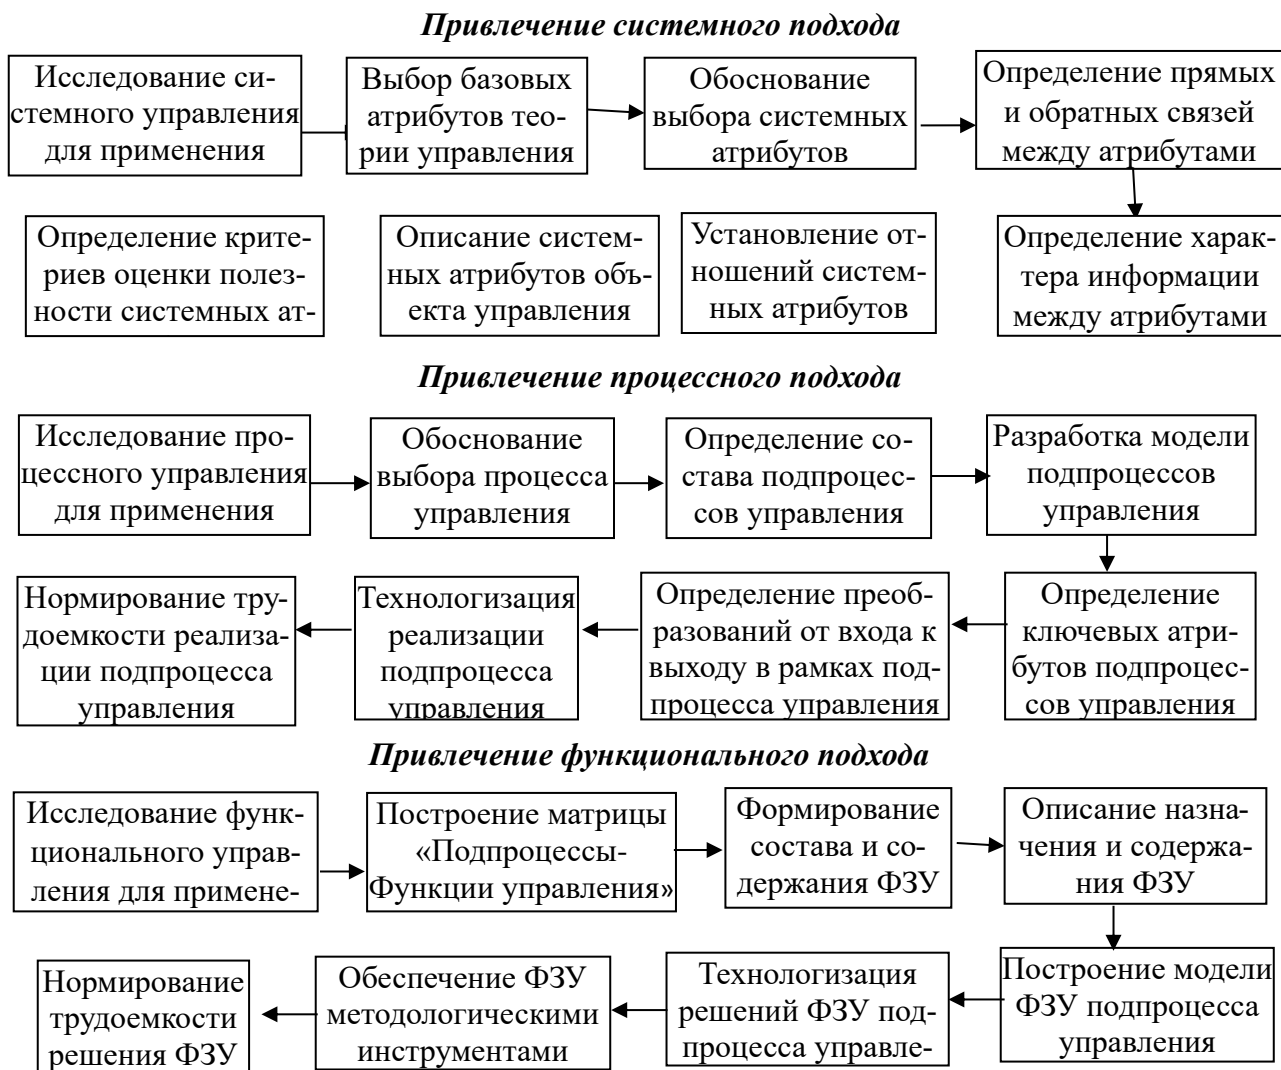 Привлечение системного подхода
Исследование си-
стемного управления
для применения
Выбор базовых
атрибутов тео-
рии управления
Обоснование
выбора системных
атрибутов
Определение прямых
и обратных связей
между атрибутами
Определение крите-
риев оценки полез-
ности системных ат-
Описание систем-
ных атрибутов объ-
екта управления
Установление от-
ношений систем-
ных атрибутов
Определение харак-
тера информации
между атрибутами
Привлечение процессного подхода
Исследование про-
цессного управления
для применения
Обоснование
выбора процесса
управления
Определение со-
става подпроцес-
сов управления
Разработка модели
подпроцессов
управления
Нормирование тру-
доемкости реализа-
ции подпроцесса
управления
Технологизация
реализации
подпроцесса
управления
Определение преоб-
разований от входа к
выходу в рамках под-
процесса управления
Определение
ключевых атри-
бутов подпроцес-
сов управления
Привлечение функционального подхода
Исследование функ-
ционального управ-
ления для примене-
Построение матрицы
«Подпроцессы-
Функции управления»
Формирование
состава и со-
держания ФЗУ
Описание назна-
чения и содержа-
ния ФЗУ
Нормирование
трудоемкости
решения ФЗУ
Обеспечение ФЗУ
методологическими
инструментами
Технологизация
решений ФЗУ под-
процесса управле-
Построение модели
ФЗУ подпроцесса
управления